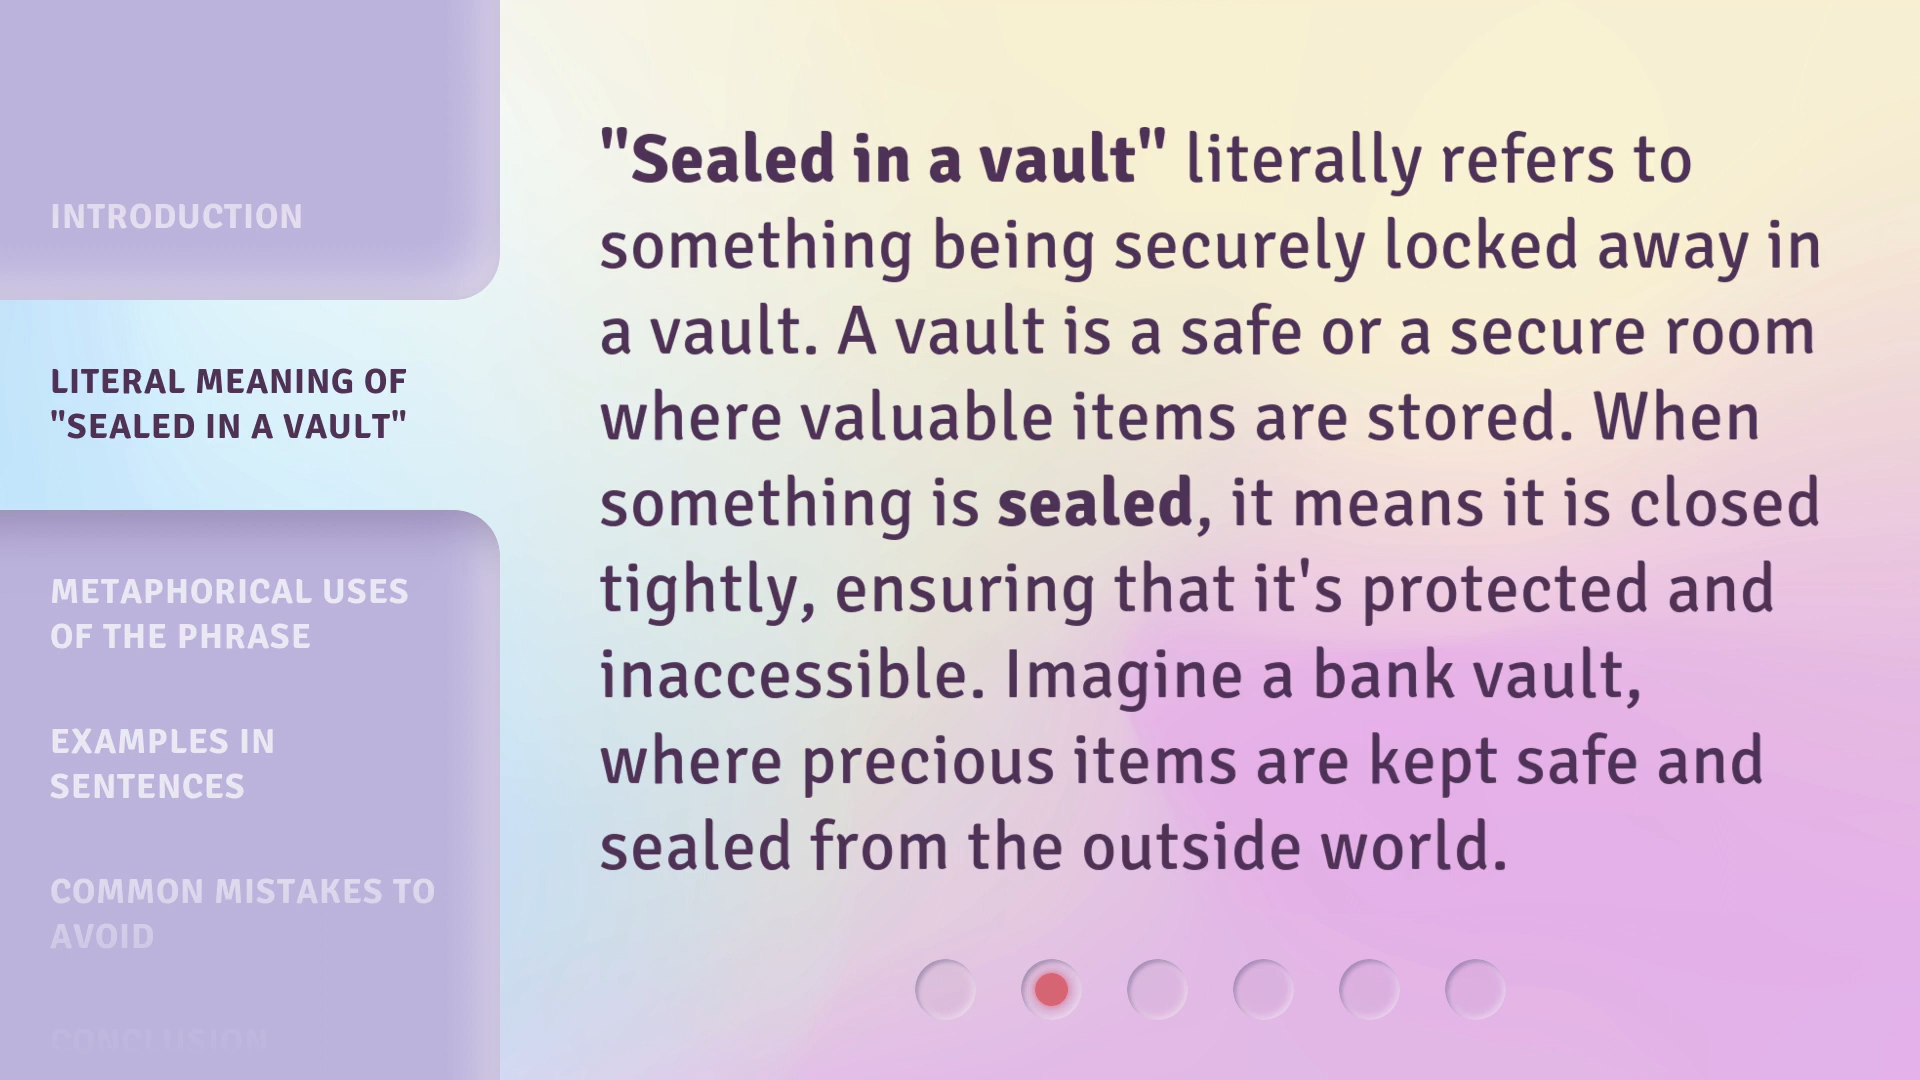 INTRODUCTION
LITERAL MEANING OF
"SEALED IN A VAULT"
METAPHORICAL USES
OF THE PHRASE
EXAMPLES IN
SENTENCES
COMMON MISTAKES TO
AVOID
CONCLUSION
"Sealed in a vault" literally refers to
something being securely locked away in
a vault. A vault is a safe or a secure room
where valuable items are stored. When
something is sealed, it means it is closed
tightly, ensuring that it's protected and
inaccessible. Imagine a bank vault,
where precious items are kept safe and
sealed from the outside world.